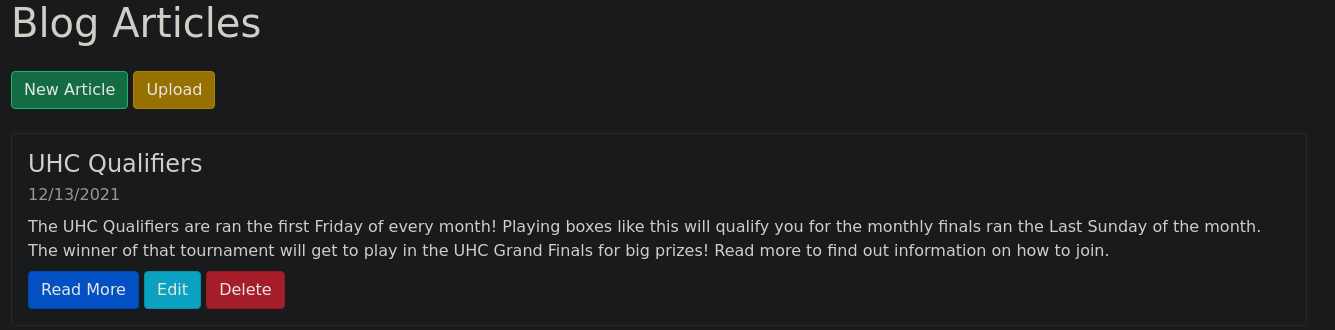 Blog Articles
New Article Upload
UHC Qualifiers
12/13/2021
The UHC Qualifiers are ran the first Friday of every month! Playing boxes like this will qualify you for the monthly finals ran the Last Sunday of the month.
The winner of that tournament will get to play in the UHC Grand Finals for big prizes! Read more to find out information on how to join.
Read More Edit Delete